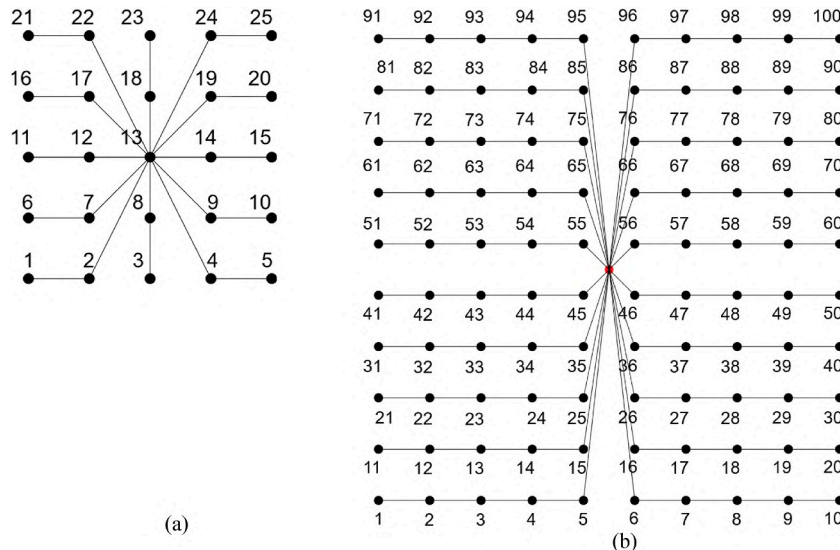 21 22 23 24 25
16 17 18 19 20
11 12 13 14 15
6 7 8 9 10
1 2 3 4 5
(a)
91 92 93 94 95 96 97 98 99 100
81 82 83 84 85 86 87 88 89 90
71 72 73 74 75 76 77 78 79 80
61 62 63 64 65 66 67 68 69 70
51 52 53 54 55 56 57 58 59 60
41 42 43 44 45 46 47 48 49 50
31 32 33 34 35 36 37 38 39 40
21 22 23 24 25 26 27 28 29 30
11 12 13 14 15 16 17 18 19 20
1 2 3 4 5 6 7 8 9 10
(b)